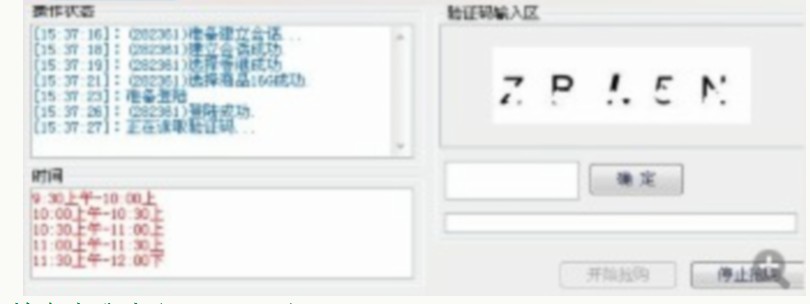 操作状态
[15:37:16]: (282361)准备建立会话...
[15:37:18]: (282361)建立会话成功.
[15:37:19]: (282361)选择香港成功.
[15:37:21]: (282361)选择商品16G成功.
[15:37:23]: 准备登陆
[15:37:26]: (282361)登陆成功.
[15:37:27]: 正在读取验证码...
时间
9:30上午-10:00上
10:00上午-10:30上
10:30上午-11:00上
11:00上午-11:30上
11:30上午-12:00下
验证码输入区
确 定
开始抢购
停止抢购